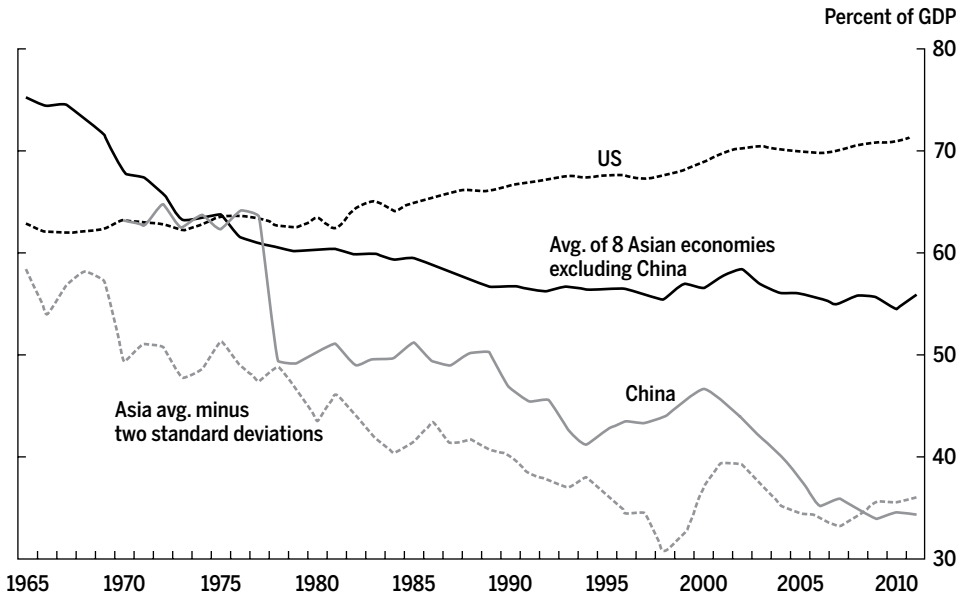 Percent of GDP
80
70
US
60
Avg. of 8 Asian economies
excluding China
50
China
Asia avg. minus
two standard deviations
40
30
1965 1970 1975 1980 1985 1990 1995 2000 2005 2010